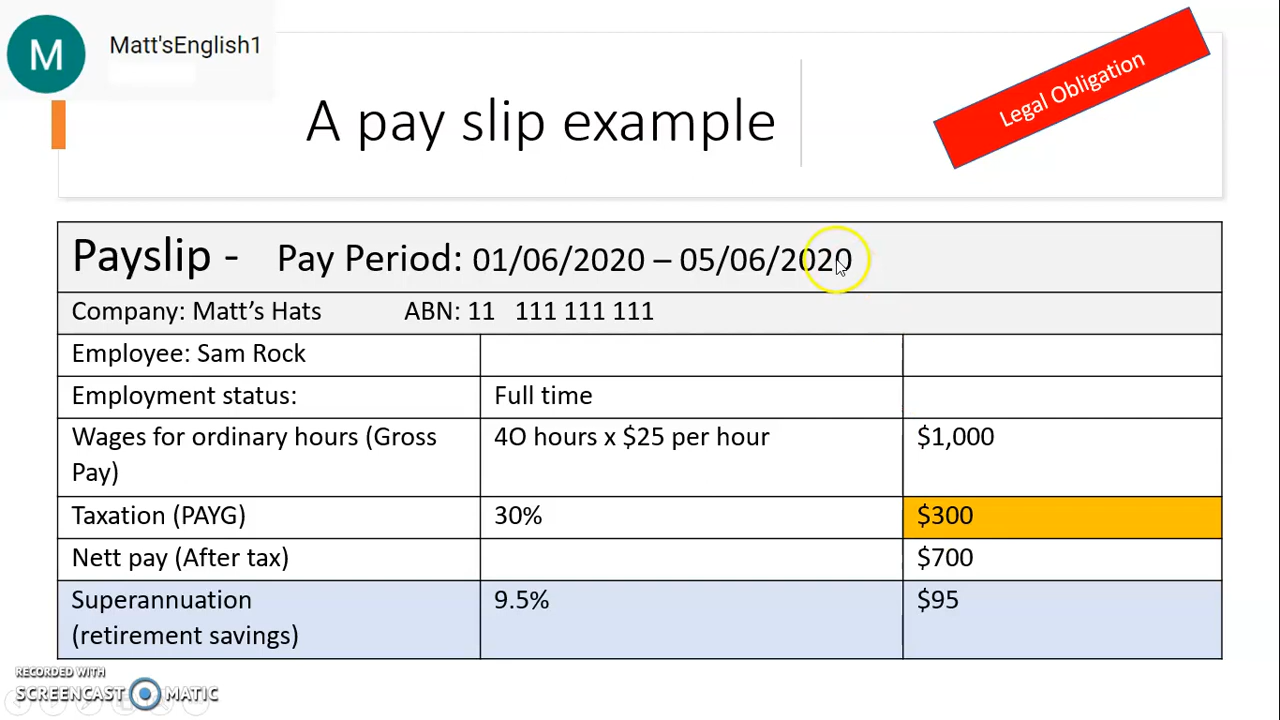 M
Matt'sEnglish1
Legal Obligation
A pay slip example
Payslip - Pay Period: 01/06/2020 – 05/06/2020
Company: Matt’s Hats ABN: 11 111 111 111
Employee: Sam Rock
Employment status: Full time
Wages for ordinary hours (Gross 4O hours x $25 per hour $1,000
Pay)
Taxation (PAYG) 30% $300
Nett pay (After tax) $700
Superannuation 9.5% $95
(retirement savings)
RECORDED WITH
SCREENCAST MATIC